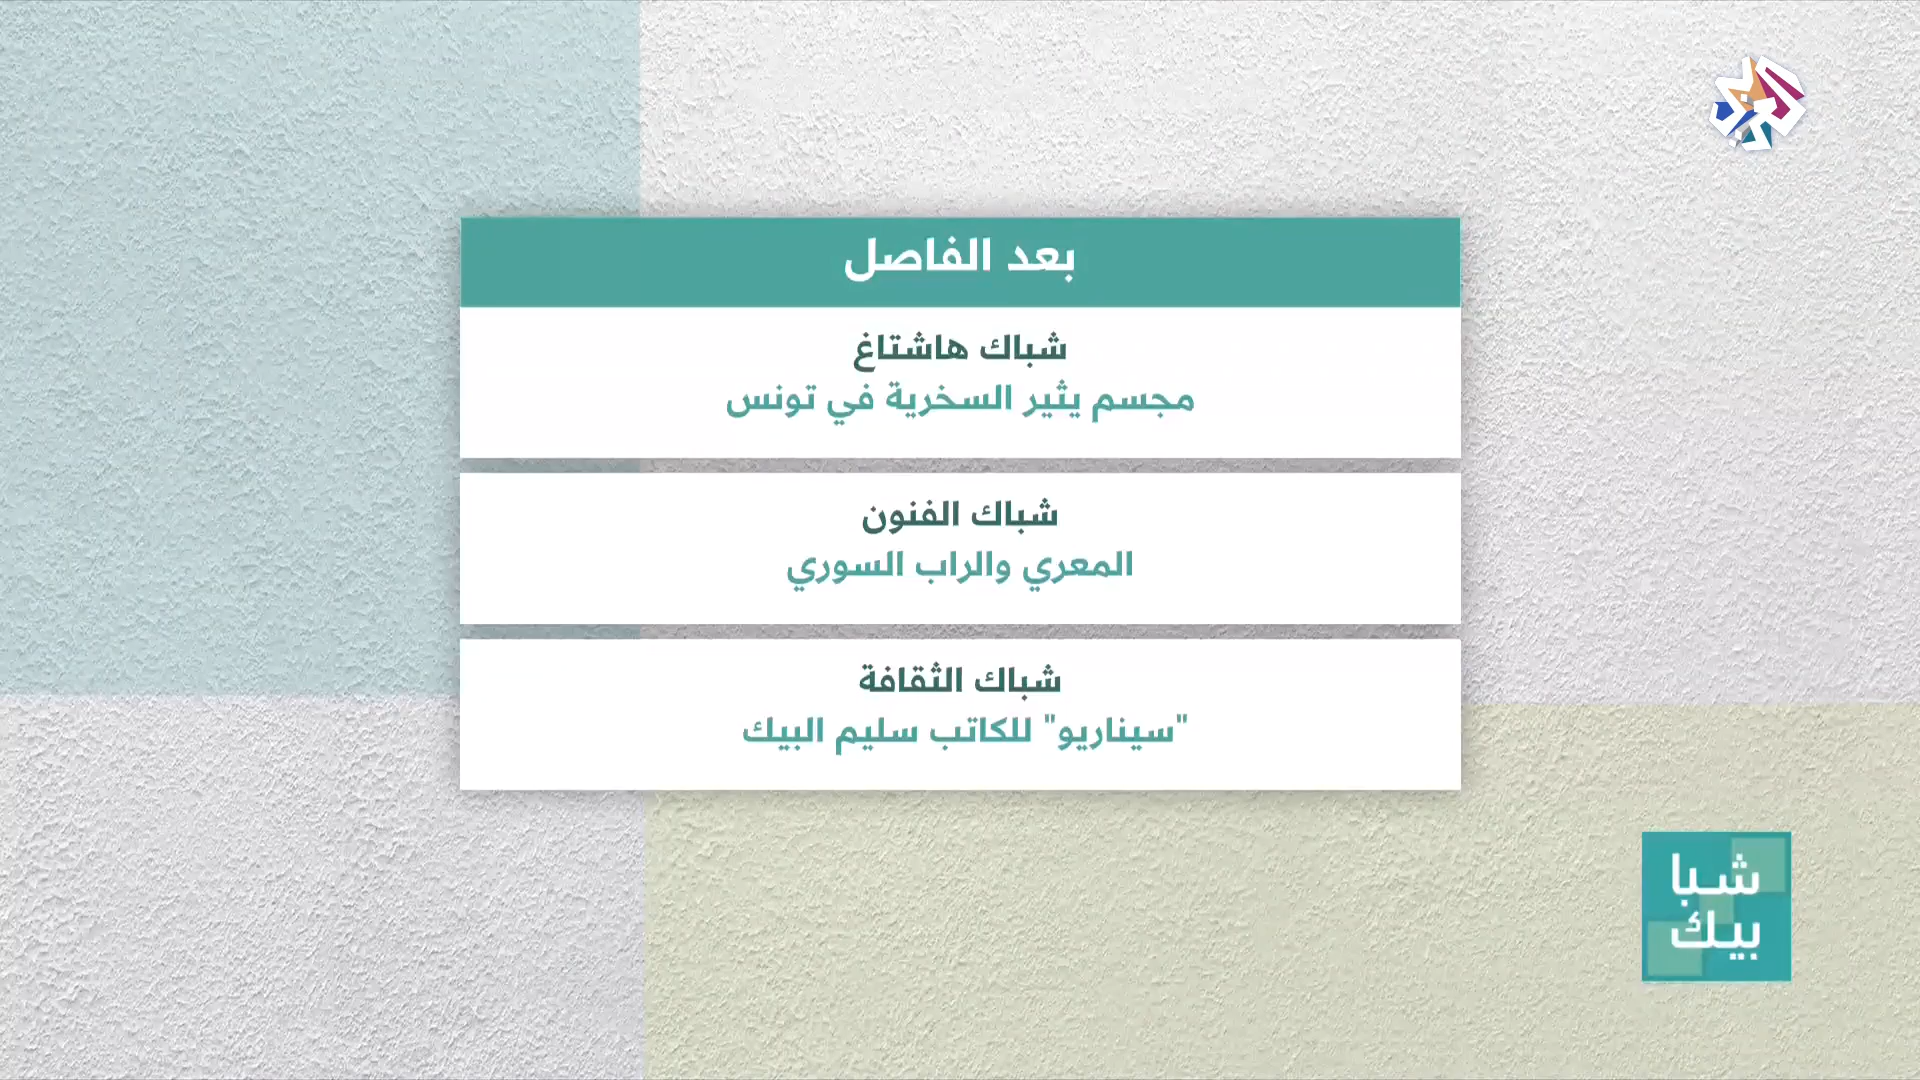 بعد الفاصل
شباك هاشتاغ
مجسم يثير السخرية في تونس
شباك الفنون
المعري والراب السوري
شباك الثقافة
"سيناريو" للكاتب سليم البيك
شبا
بيك